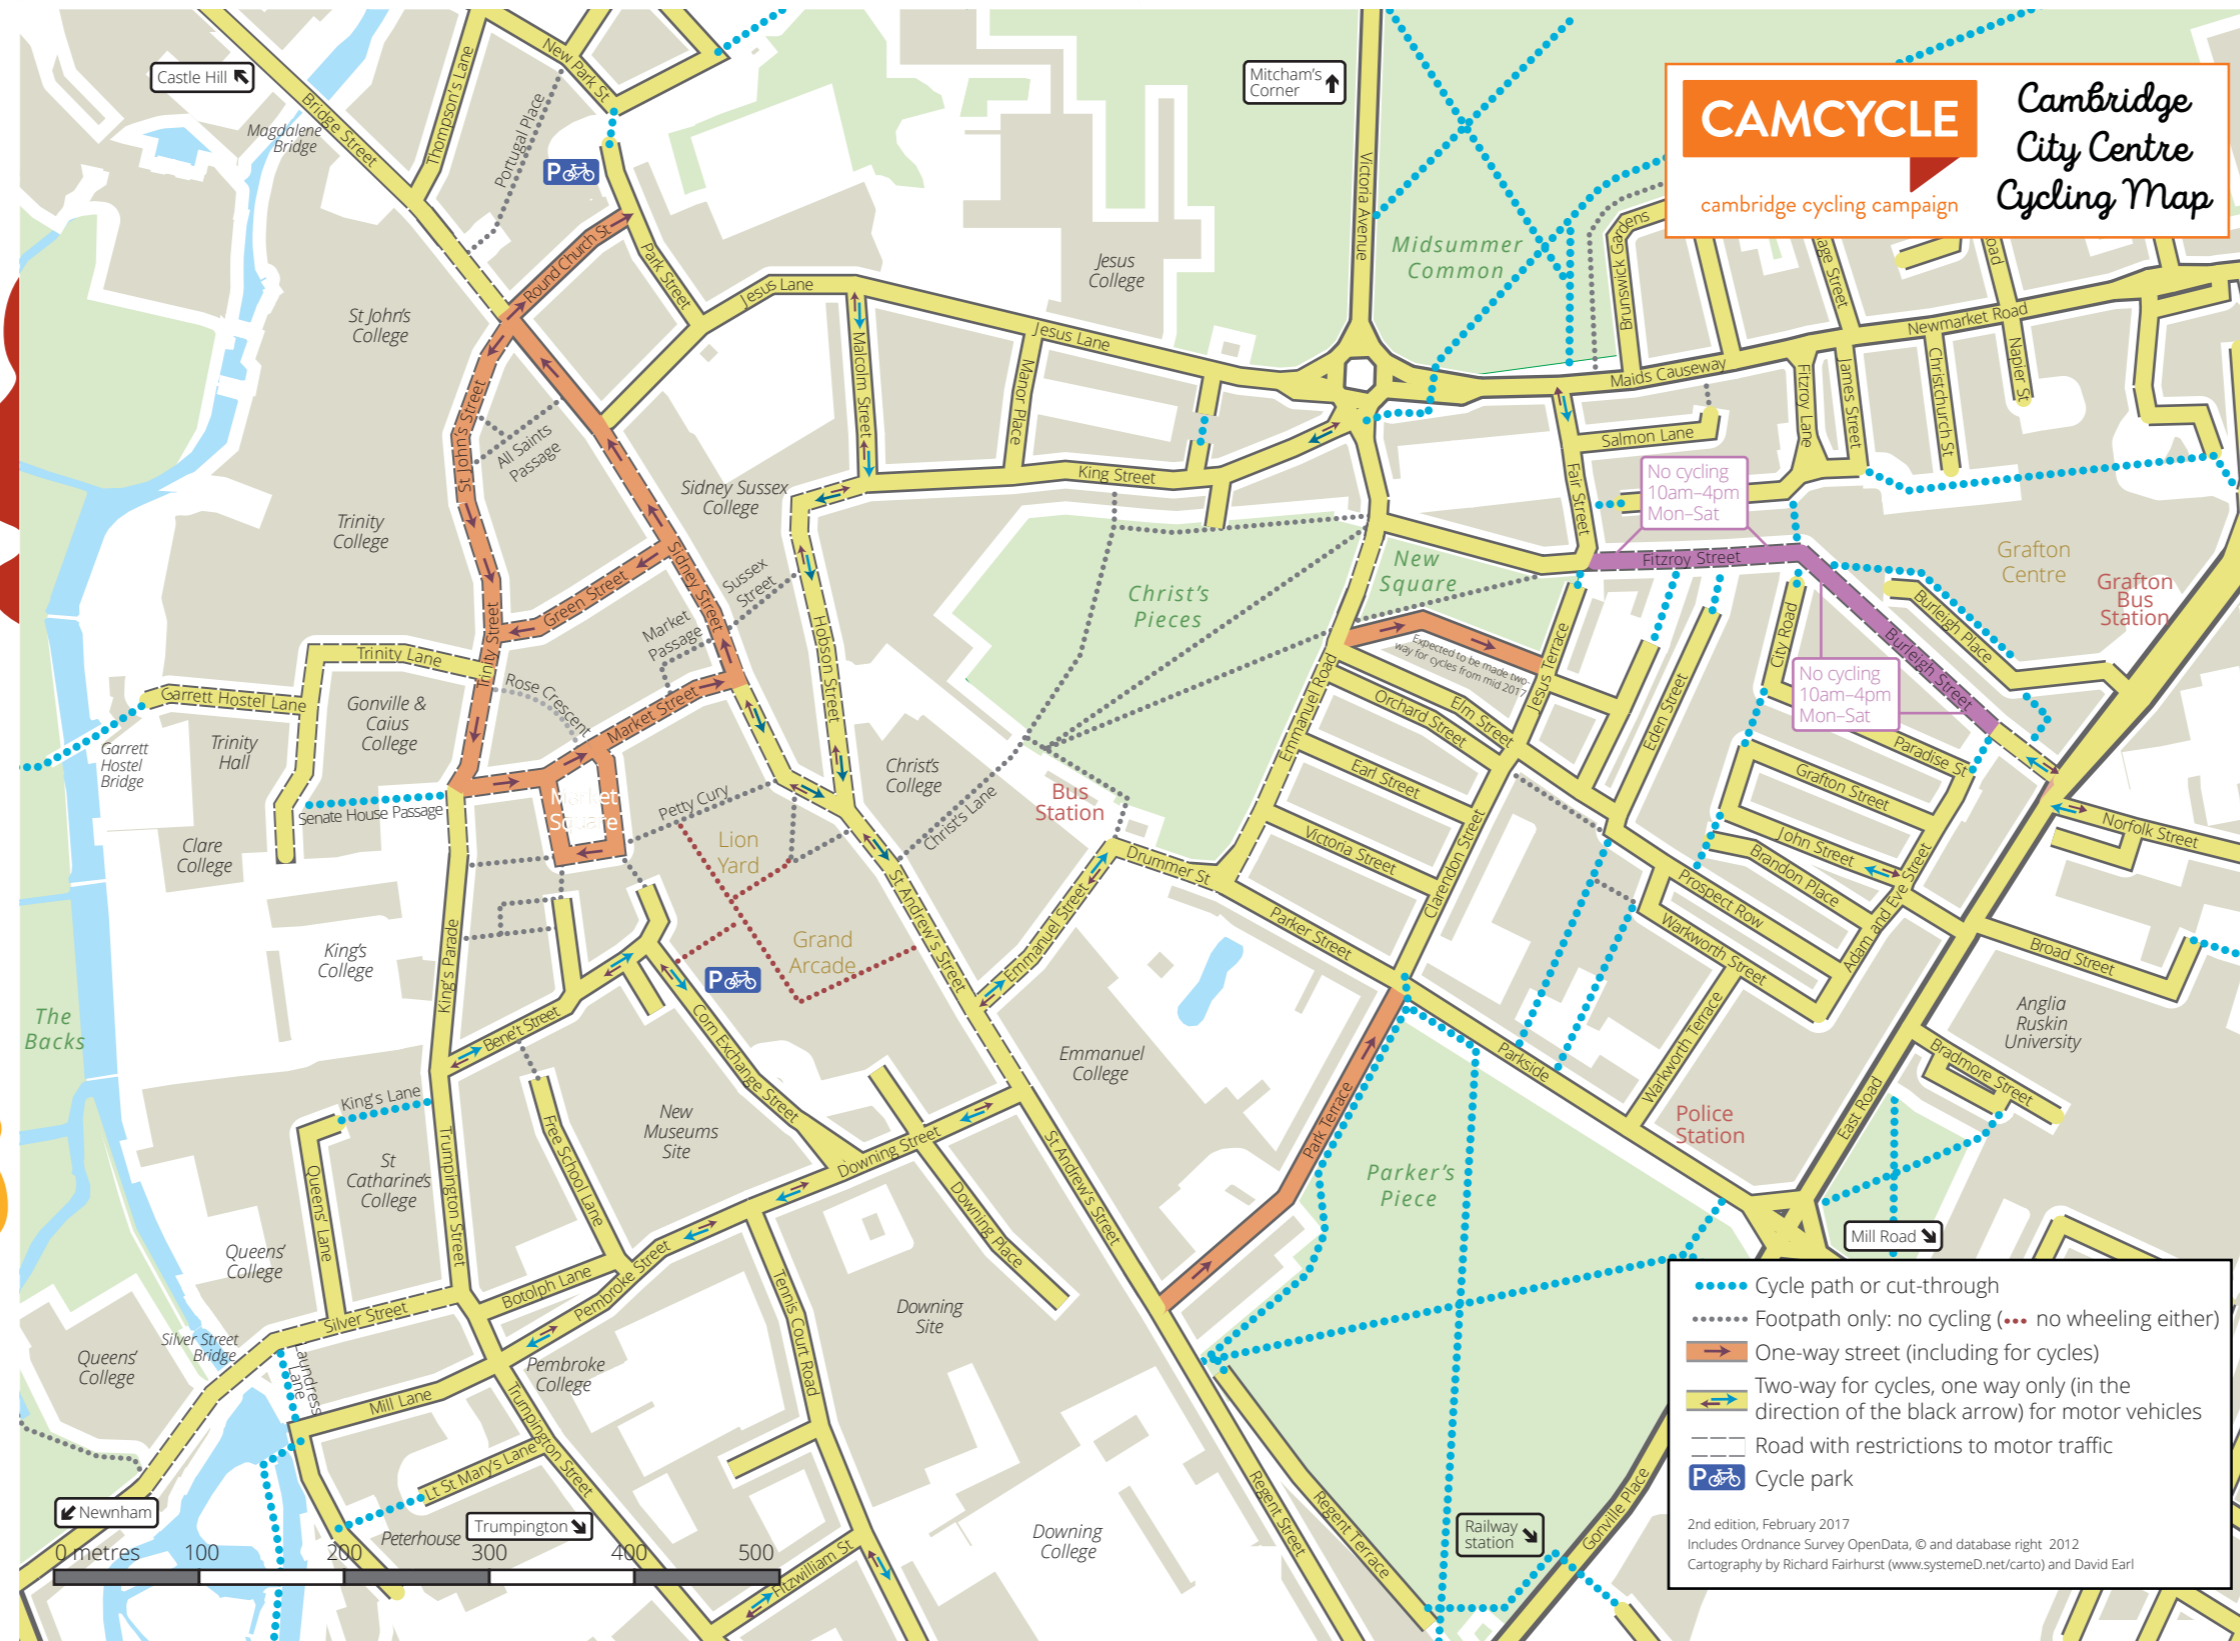 Castle Hill
Bridge Street
Magdalene
Bridge
Thompson's Lane
New Park St
Portugal Place
P
Round Church St
Park Street
Mitcham's
Corner
Victoria Avenue
Midsummer
Common
CAMCYCLE
cambridge cycling campaign
Cambridge
City Centre
Cycling Map
Brunswick Gardens
Newmarket Road
Maids Causeway
Fitzroy Lane
James Street
Christchurch St
Napier St
Salmon Lane
Fair Street
Jesus
College
Jesus Lane
Jesus Lane
Malcolm Street
Manor Place
King Street
St John's
College
St John's Street
All Saints
Passage
Sidney Sussex
College
Trinity
College
Sidney Street
Sussex
Street
Green Street
Market
Passage
Hobson Street
Christ's
Pieces
New
Square
No cycling
10am–4pm
Mon–Sat
Fitzroy Street
Grafton
Centre
Grafton
Bus
Station
Burleigh Place
Burleigh Street
No cycling
10am–4pm
Mon–Sat
City Road
Eden Street
Paradise St
Grafton Street
John Street
Brandon Place
Adam and Eve Street
Prospect Row
Warkworth Street
Warkworth Terrace
Norfolk Street
Broad Street
Anglia
Ruskin
University
Bradmore Street
East Road
Expected to be made two-
way for cycles from mid 2017
Jesus Terrace
Elm Street
Orchard Street
Emmanuel Road
Earl Street
Victoria Street
Clarendon Street
Parker Street
Parkside
Police
Station
Trinity Street
Trinity Lane
Garrett Hostel Lane
Garrett
Hostel
Bridge
Trinity
Hall
Gonville &
Caius
College
Rose Crescent
Market Street
Market
Square
Senate House Passage
Clare
College
King's
College
King's Parade
Petty Cury
Lion
Yard
Grand
Arcade
P
Christ's
College
Christ's Lane
Bus
Station
Drummer St
Emmanuel Street
St Andrew's Street
Emmanuel
College
The
Backs
Bene't Street
Corn Exchange Street
King's Lane
Free School Lane
New
Museums
Site
St
Catharine's
College
Queens' Lane
Trumpington Street
Downing Street
Downing Place
St Andrew's Street
Park Terrace
Parker's
Piece
Mill Road
Queens'
College
Silver Street
Silver Street
Bridge
Botolph Lane
Pembroke Street
Tennis Court Road
Downing
Site
Queens'
College
Laundress
Lane
Mill Lane
Pembroke
College
Trumpington Street
Lt St Mary's Lane
Peterhouse
Newnham
Trumpington
Fitzwilliam St
Downing
College
Regent Street
Regent Terrace
Railway
station
Gonville Place
0 metres 100 200 300 400 500
Cycle path or cut-through
Footpath only: no cycling (••• no wheeling either)
One-way street (including for cycles)
Two-way for cycles, one way only (in the
direction of the black arrow) for motor vehicles
Road with restrictions to motor traffic
P Cycle park
2nd edition, February 2017
Includes Ordnance Survey OpenData, © and database right 2012
Cartography by Richard Fairhurst (www.systemeD.net/carto) and David Earl